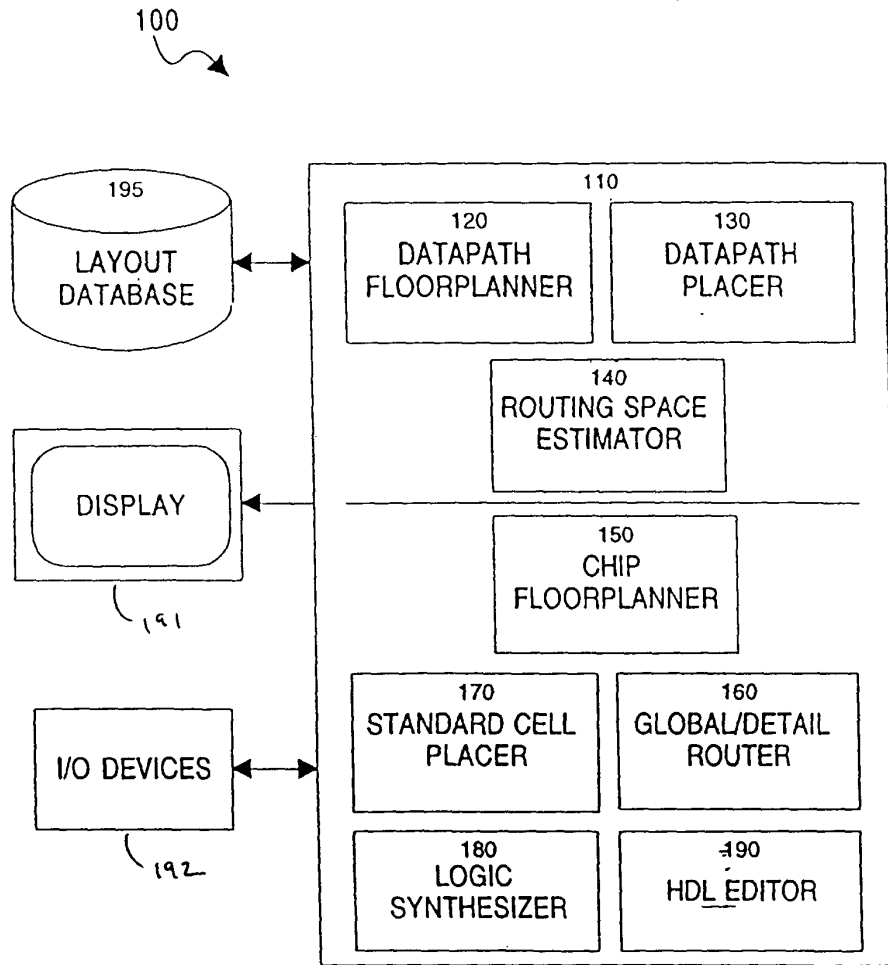 100
195
LAYOUT
DATABASE
DISPLAY
191
I/O DEVICES
192
110
120
DATAPATH
FLOORPLANNER
130
DATAPATH
PLACER
140
ROUTING SPACE
ESTIMATOR
150
CHIP
FLOORPLANNER
170
STANDARD CELL
PLACER
160
GLOBAL/DETAIL
ROUTER
180
LOGIC
SYNTHESIZER
190
HDL EDITOR